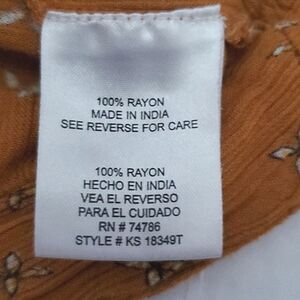 100% RAYON
MADE IN INDIA
SEE REVERSE FOR CARE
100% RAYON
HECHO EN INDIA
VEA EL REVERSO
PARA EL CUIDADO
RN # 74786
STYLE # KS 18349T